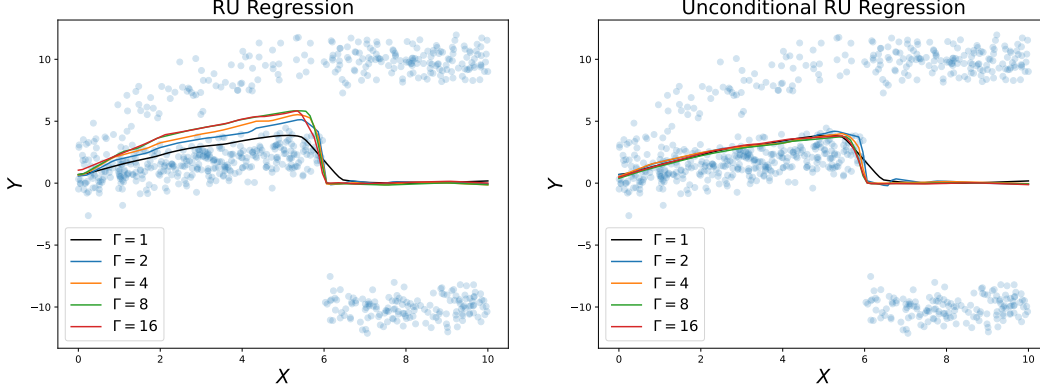 RU Regression
Y
10
5
0
−5
−10
Γ = 1
Γ = 2
Γ = 4
Γ = 8
Γ = 16
0 2 4 6 8 10
X
Unconditional RU Regression
Y
10
5
0
−5
−10
Γ = 1
Γ = 2
Γ = 4
Γ = 8
Γ = 16
0 2 4 6 8 10
X